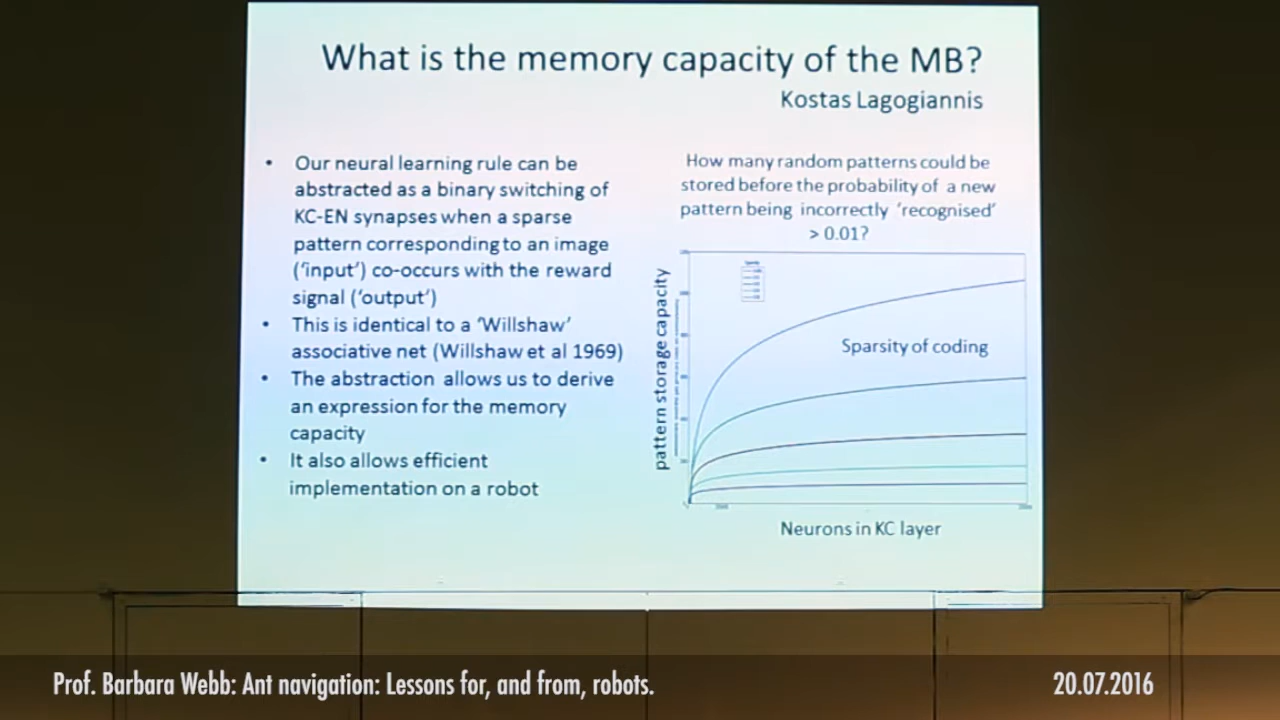 What is the memory capacity of the MB?
Kostas Lagogiannis
• Our neural learning rule can be
abstracted as a binary switching of
KC-EN synapses when a sparse
pattern corresponding to an image
('input') co-occurs with the reward
signal ('output')
• This is identical to a 'Willshaw'
associative net (Willshaw et al 1969)
• The abstraction allows us to derive
an expression for the memory
capacity
• It also allows efficient
implementation on a robot
How many random patterns could be
stored before the probability of a new
pattern being incorrectly 'recognised'
> 0.01?
pattern storage capacity
Sparsity of coding
Neurons in KC layer
Prof. Barbara Webb: Ant navigation: Lessons for, and from, robots.
20.07.2016